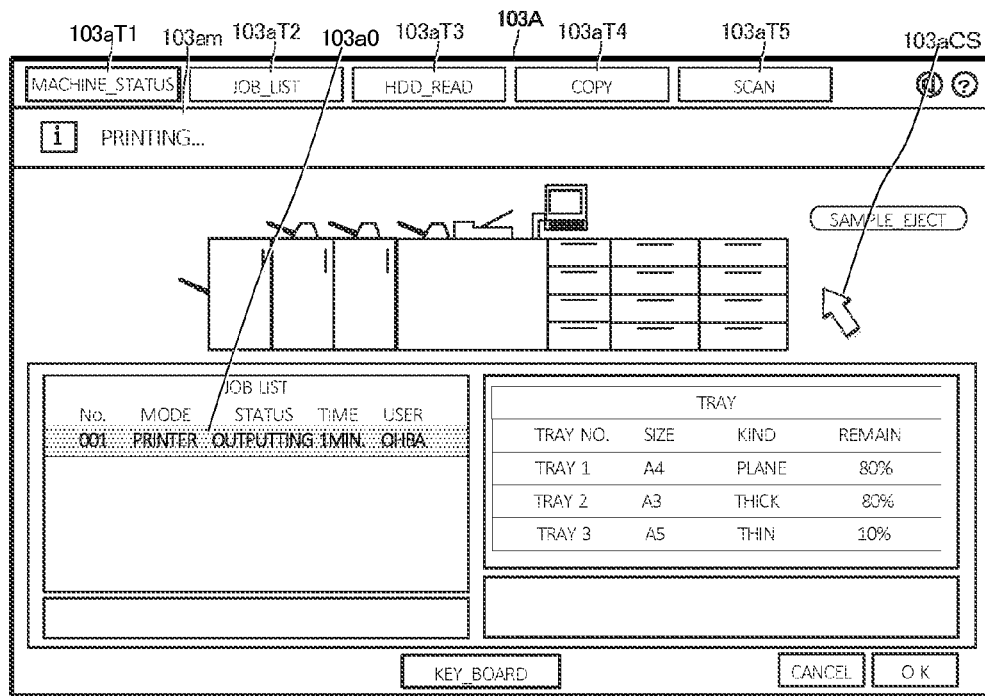 103aT1 103am 103aT2 103a0 103aT3 103A 103aT4 103aT5 103aCS
MACHINE_STATUS JOB_LIST HDD_READ COPY SCAN ?
i PRINTING...
SAMPLE_EJECT
JOB LIST
No. MODE STATUS TIME USER
001 PRINTER OUTPUTTING 1MIN. OHBA
TRAY
TRAY NO. SIZE KIND REMAIN
TRAY 1 A4 PLANE 80%
TRAY 2 A3 THICK 80%
TRAY 3 A5 THIN 10%
KEY_BOARD CANCEL OK